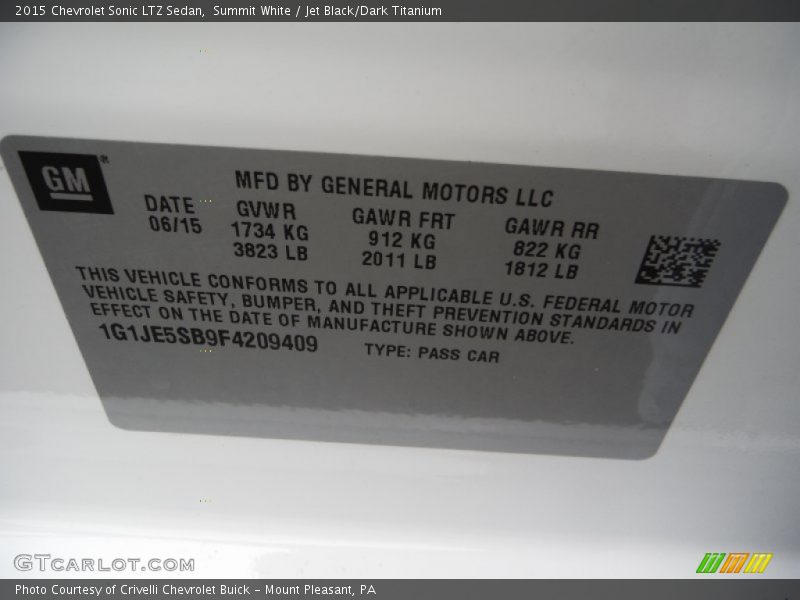 2015 Chevrolet Sonic LTZ Sedan, Summit White / Jet Black/Dark Titanium
GM*
MFD BY GENERAL MOTORS LLC
DATE GVWR GAWR FRT GAWR RR
06/15 1734 KG 912 KG 822 KG
3823 LB 2011 LB 1812 LB
THIS VEHICLE CONFORMS TO ALL APPLICABLE U.S. FEDERAL MOTOR
VEHICLE SAFETY, BUMPER, AND THEFT PREVENTION STANDARDS IN
EFFECT ON THE DATE OF MANUFACTURE SHOWN ABOVE.
1G1JE5SB9F4209409 TYPE: PASS CAR
GTCARLOT.COM
Photo Courtesy of Crivelli Chevrolet Buick - Mount Pleasant, PA